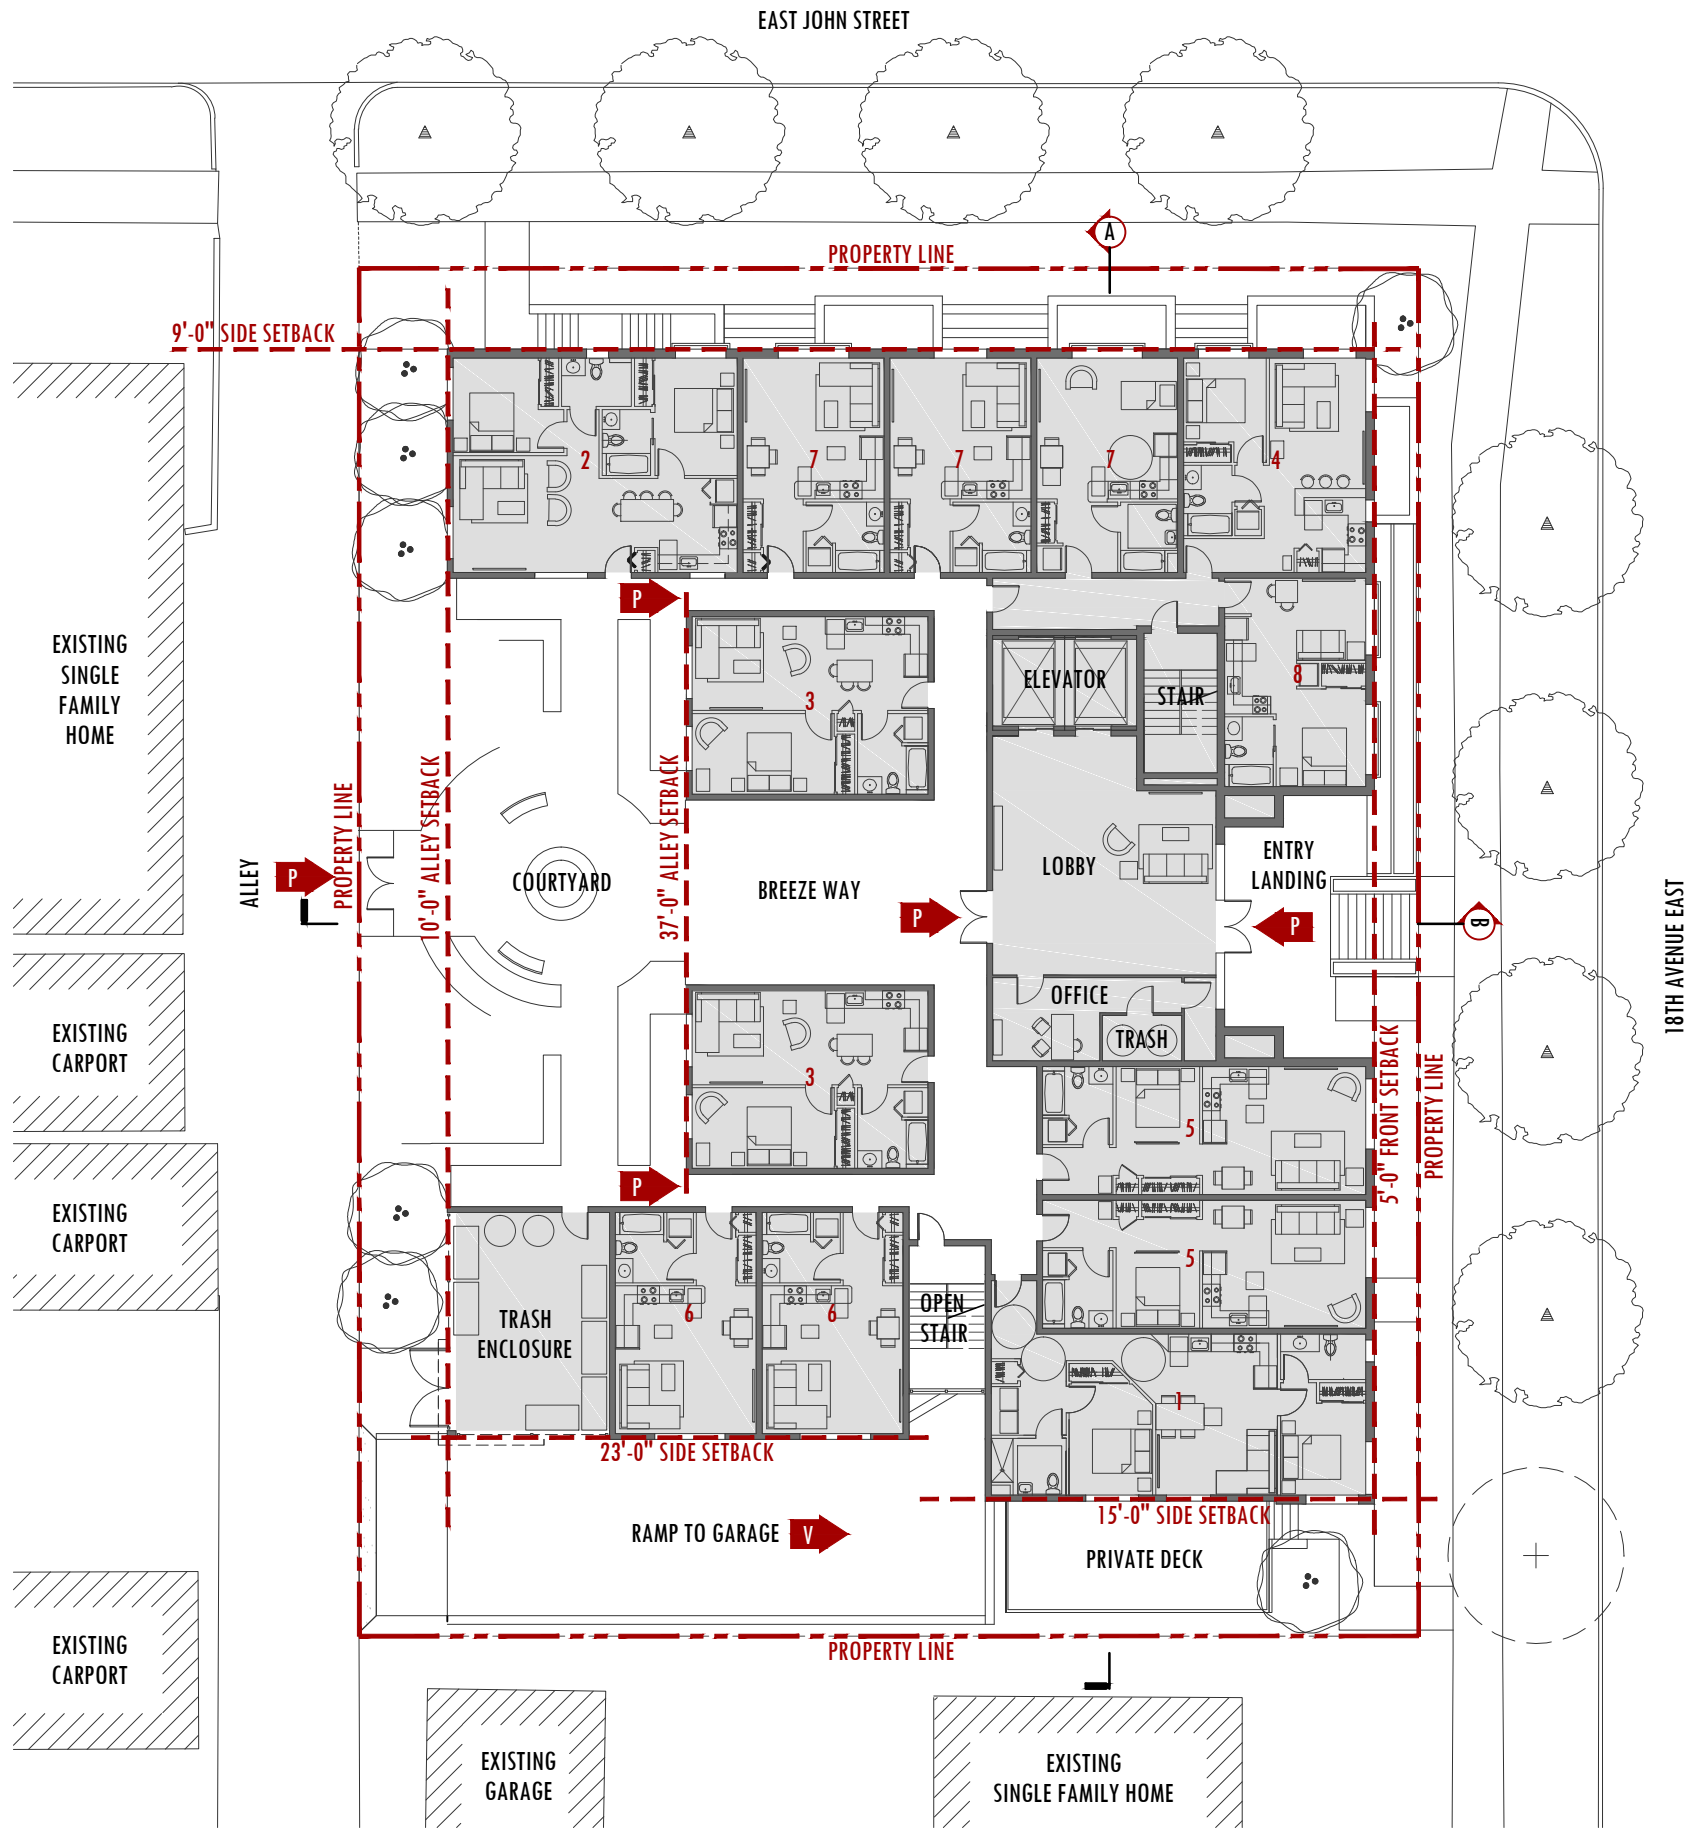 EAST JOHN STREET
A
PROPERTY LINE
9'-0" SIDE SETBACK
2
7
7
7
4
P
EXISTING
SINGLE
FAMILY
HOME
3
ELEVATOR
STAIR
8
PROPERTY LINE
10'-0" ALLEY SETBACK
37'-0" ALLEY SETBACK
ALLEY
P
COURTYARD
BREEZE WAY
LOBBY
ENTRY
LANDING
P
P
B
18TH AVENUE EAST
EXISTING
CARPORT
OFFICE
TRASH
3
5
5'-0" FRONT SETBACK
PROPERTY LINE
P
EXISTING
CARPORT
5
TRASH
ENCLOSURE
6
6
OPEN
STAIR
1
23'-0" SIDE SETBACK
15'-0" SIDE SETBACK
RAMP TO GARAGE
V
PRIVATE DECK
EXISTING
CARPORT
PROPERTY LINE
EXISTING
GARAGE
EXISTING
SINGLE FAMILY HOME